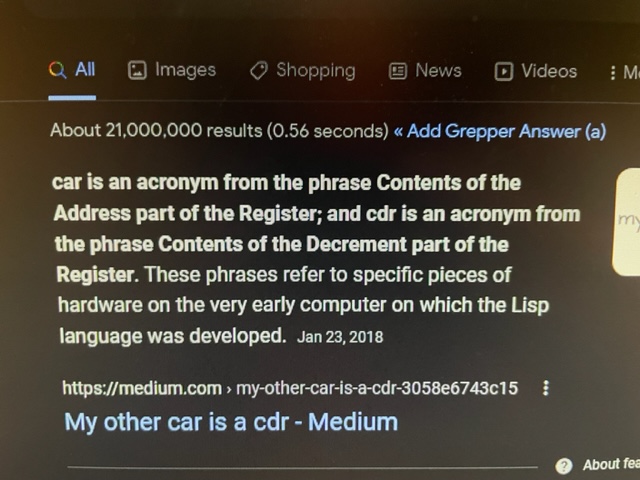 All Images Shopping News Videos
About 21,000,000 results (0.56 seconds) « Add Grepper Answer (a)
car is an acronym from the phrase Contents of the
Address part of the Register; and cdr is an acronym from
the phrase Contents of the Decrement part of the
Register. These phrases refer to specific pieces of
hardware on the very early computer on which the Lisp
language was developed. Jan 23, 2018
my
https://medium.com › my-other-car-is-a-cdr-3058e6743c15
My other car is a cdr - Medium
About fea